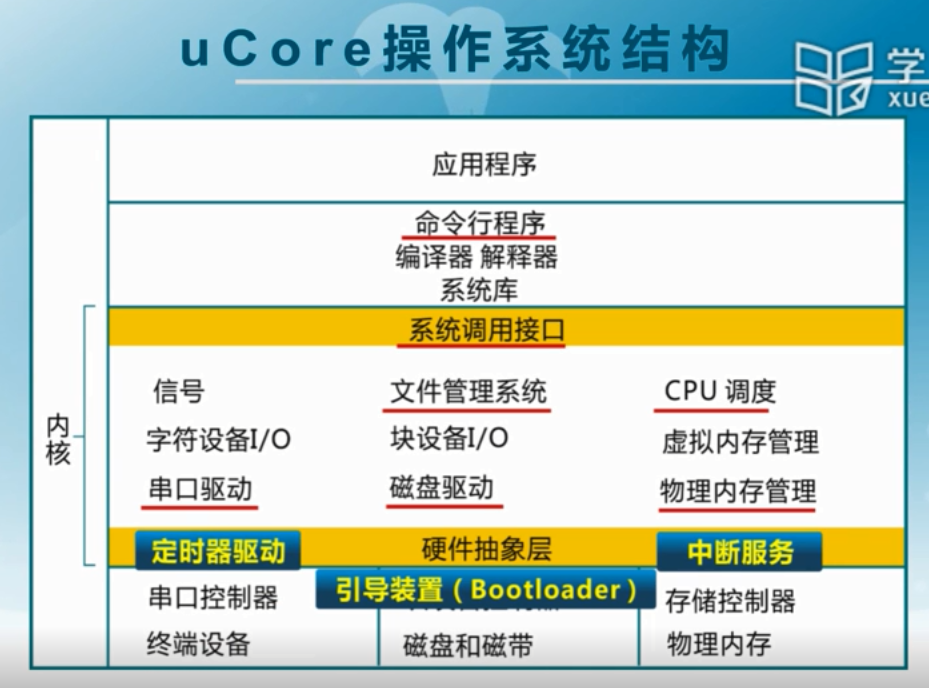 uCore操作系统结构
学
xue
应用程序
命令行程序
编译器 解释器
系统库
系统调用接口
内核
信号
文件管理系统
CPU 调度
字符设备I/O
块设备I/O
虚拟内存管理
串口驱动
磁盘驱动
物理内存管理
定时器驱动
硬件抽象层
中断服务
引导装置（Bootloader）
串口控制器
存储控制器
终端设备
磁盘和磁带
物理内存